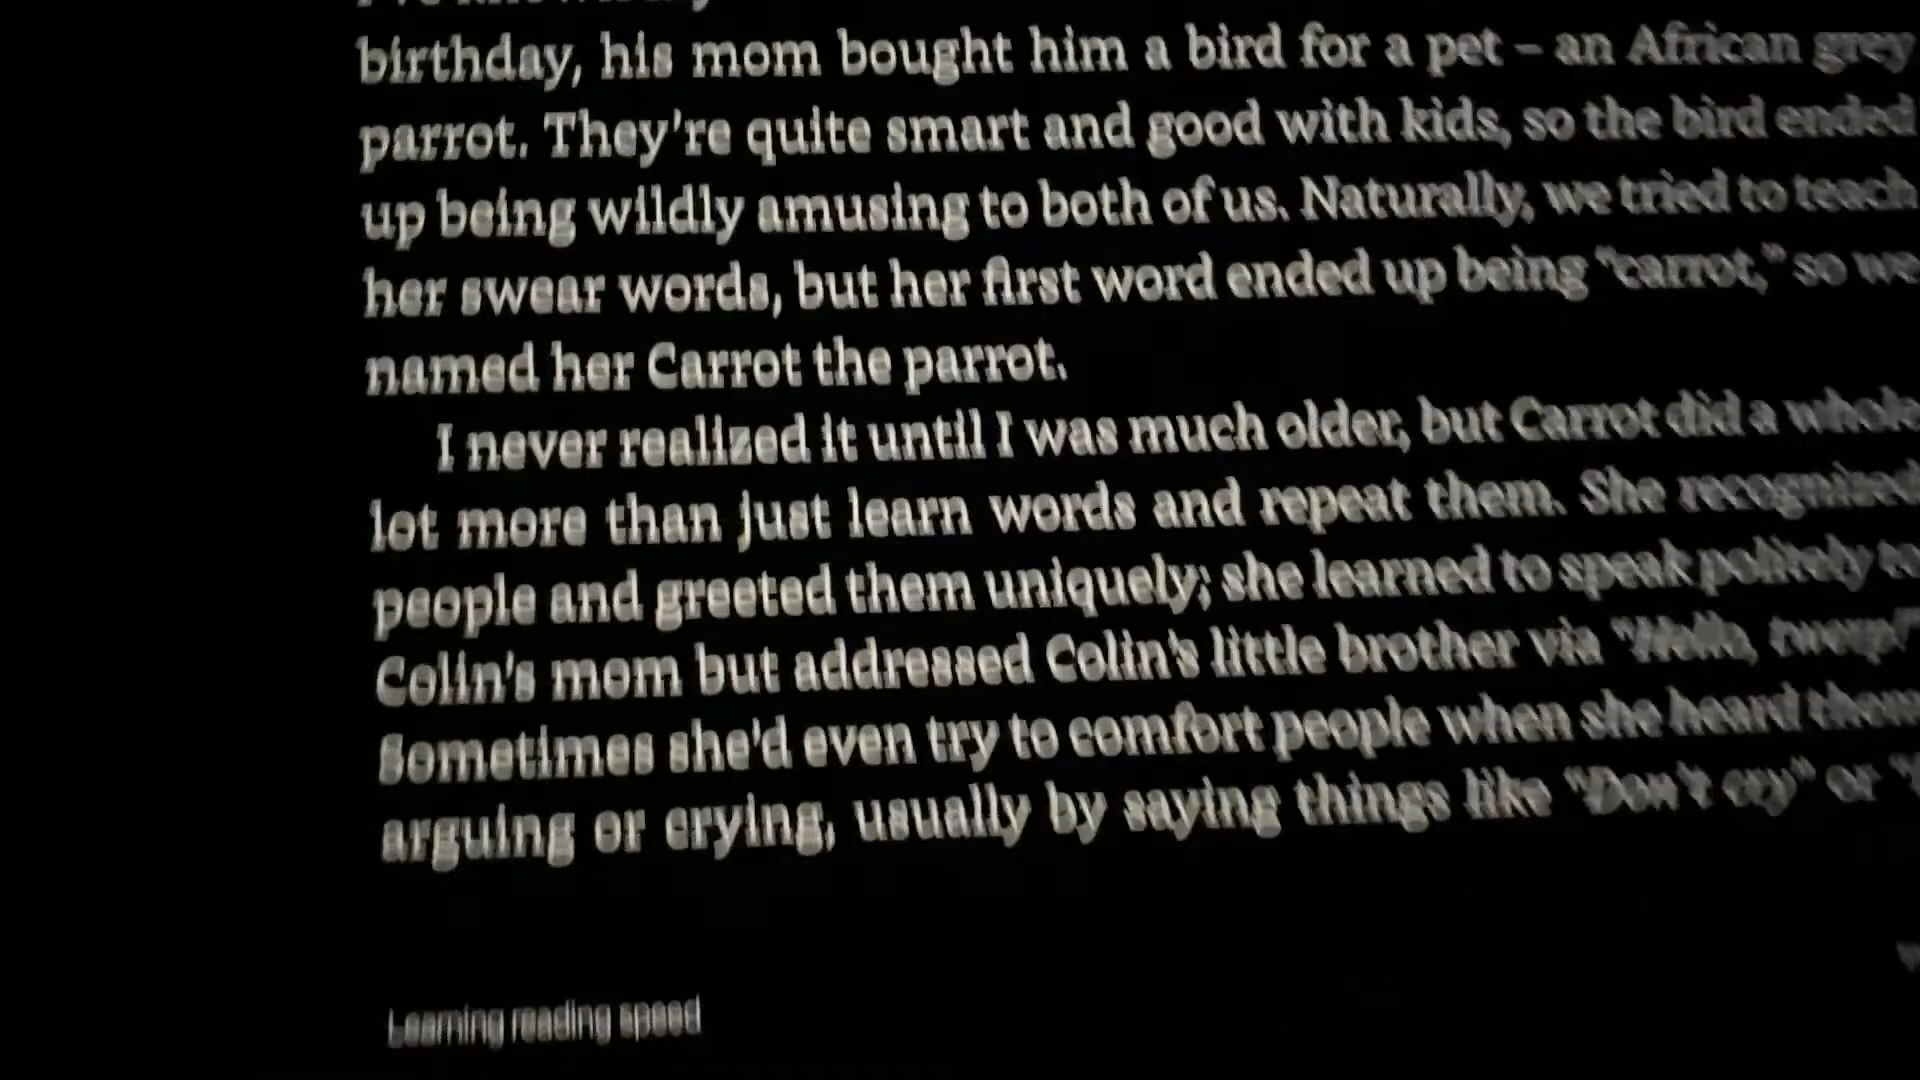 birthday, his mom bought him a bird for a pet – an African grey
parrot. They're quite smart and good with kids, so the bird ended
up being wildly amusing to both of us. Naturally, we tried to teach
her swear words, but her first word ended up being “carrot,” so we
named her Carrot the parrot.
I never realized it until I was much older, but Carrot did a whole
lot more than just learn words and repeat them. She recognized
people and greeted them uniquely; she learned to speak politely to
Colin's mom but addressed Colin's little brother via “Hello, twerp!”
Sometimes she'd even try to comfort people when she heard them
arguing or crying, usually by saying things like “Don't cry” or
Learning reading speed